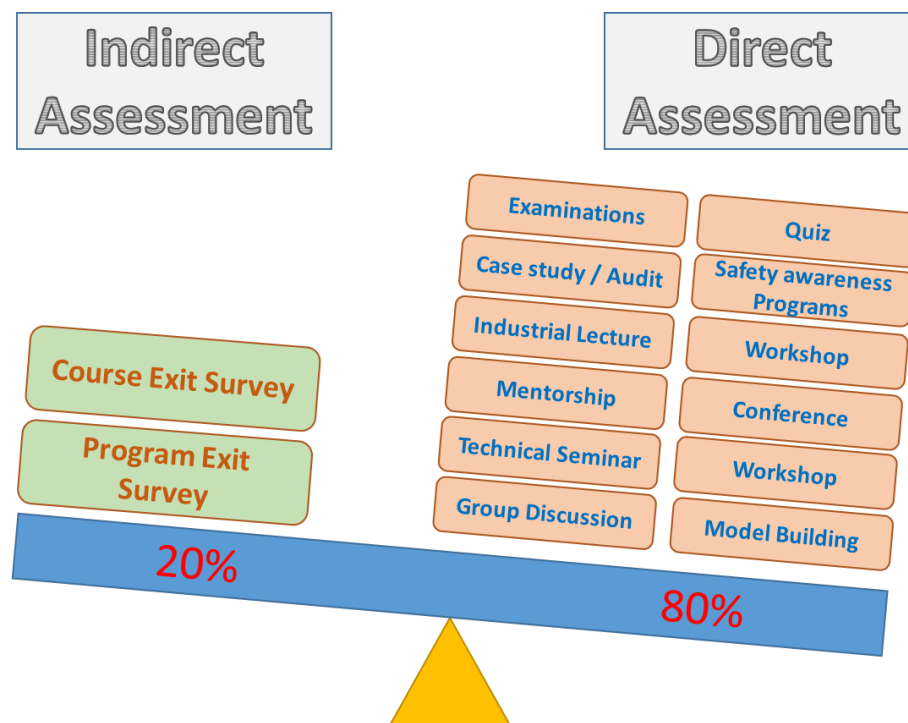 Indirect
Assessment
Direct
Assessment
Course Exit Survey
Program Exit
Survey
Examinations
Case study / Audit
Industrial Lecture
Mentorship
Technical Seminar
Group Discussion
Quiz
Safety awareness
Programs
Workshop
Conference
Workshop
Model Building
20%
80%